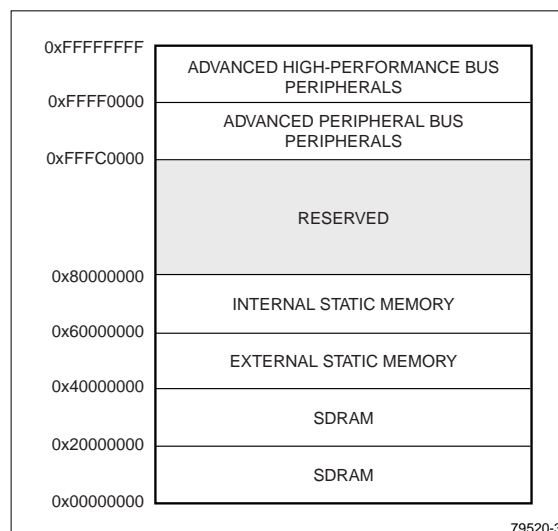 0xFFFFFFFF
ADVANCED HIGH-PERFORMANCE BUS
PERIPHERALS
0xFFFF0000
ADVANCED PERIPHERAL BUS
PERIPHERALS
0xFFFC0000
RESERVED
0x80000000
INTERNAL STATIC MEMORY
0x60000000
EXTERNAL STATIC MEMORY
0x40000000
SDRAM
0x20000000
SDRAM
0x00000000